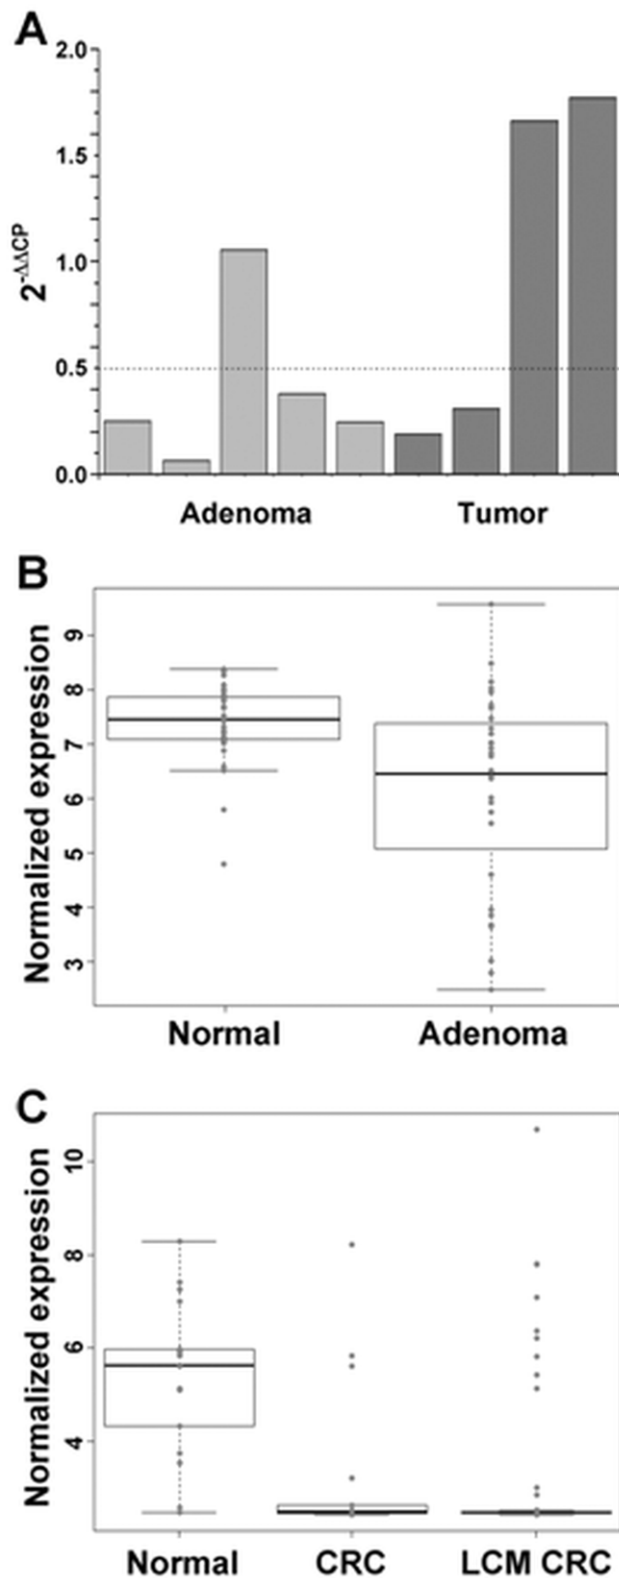 A
2.0
1.5
1.0
0.5
0.0
2^-ΔΔCP
Adenoma Tumor
B
9
8
7
6
5
4
3
Normalized expression
Normal Adenoma
C
10
8
6
4
Normalized expression
Normal CRC LCM CRC